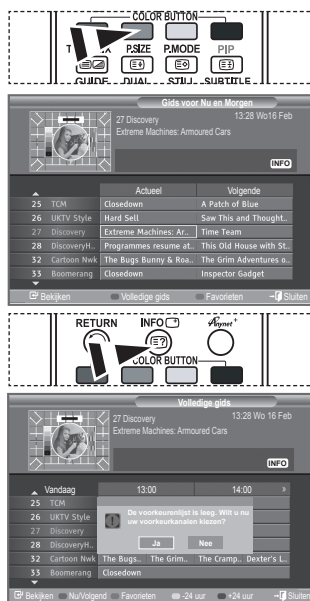 COLOR BUTTON
P.SIZE P.MODE PIP
GUIDE DUAL STILL SUBTITLE
Gids voor Nu en Morgen
27 Discovery 13:28 Wo16 Feb
Extreme Machines: Armoured Cars
INFO
Actueel Volgende
25 TCM Closedown A Patch of Blue
26 UKTV Style Hard Sell Saw This and Thought..
27 Discovery Extreme Machines: Ar.. Time Team
28 DiscoveryH.. Programmes resume at.. This Old House with St..
32 Cartoon Nwk The Bugs Bunny & Roa.. The Grim Adventures o..
33 Boomerang Closedown Inspector Gadget
Bekijken Volledige gids Favorieten Sluiten
RETURN INFO Anynet+
COLOR BUTTON
Volledige gids
27 Discovery 13:28 Wo 16 Feb
Extreme Machines: Armoured Cars
INFO
Vandaag 13:00 14:00 »
25 TCM
26 UKTV Style
27 Discovery
28 DiscoveryH..
De voorkeurenlijst is leeg. Wilt u nu
uw voorkeurkanalen kiezen?
Ja Nee
32 Cartoon Nwk The Bugs.. The Grim.. The Cramp.. Dexter's L..
33 Boomerang Closedown
Bekijken Nu/Volgend Favorieten -24 uur +24 uur Sluiten